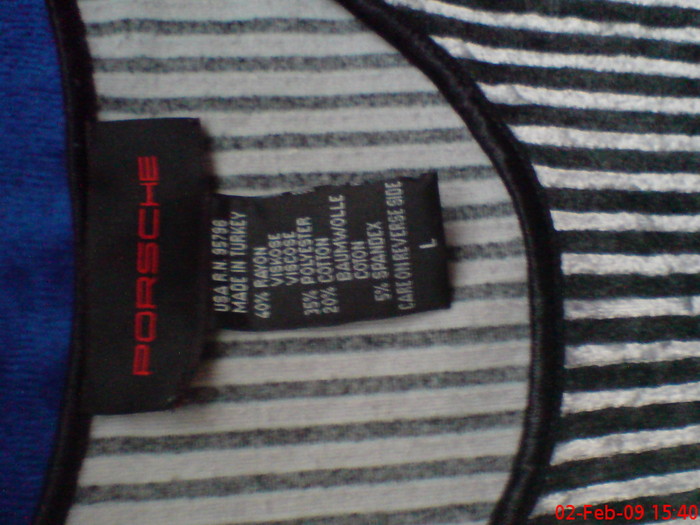 PORSCHE
USA R.N. 95796
MADE IN TURKEY
60% RAYON
VISKOSE
VISCOSE
35% POLYESTER
20% COTTON
BAUMWOLLE
COTON
5% SPANDEX
CARE ON REVERSE SIDE
L
02-Feb-09 15:40